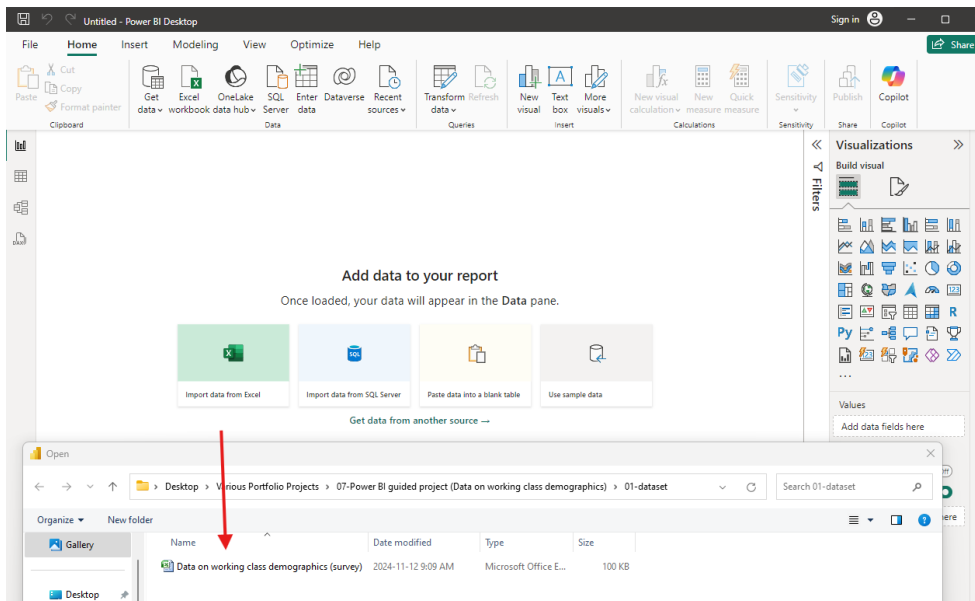 Untitled - Power BI Desktop
Sign in
File Home Insert Modeling View Optimize Help
Share
Paste
Cut
Copy
Format painter
Clipboard
Get data
Excel workbook
OneLake data hub
SQL Server
Enter data
Dataverse
Recent sources
Data
Transform data
Refresh
Queries
New visual
Text box
More visuals
Insert
New visual calculation
New measure
Quick measure
Calculations
Sensitivity
Sensitivity
Publish
Share
Copilot
Copilot
Filters
Visualizations
Build visual
123
R
Py
...
Values
Add data fields here
Add data to your report
Once loaded, your data will appear in the Data pane.
SQL
Import data from Excel
Import data from SQL Server
Paste data into a blank table
Use sample data
Get data from another source →
Open
Desktop > Various Portfolio Projects > 07-Power BI guided project (Data on working class demographics) > 01-dataset
Search 01-dataset
Organize New folder
Gallery
Desktop
Name Date modified Type Size
Data on working class demographics (survey) 2024-11-12 9:09 AM Microsoft Office E... 100 KB